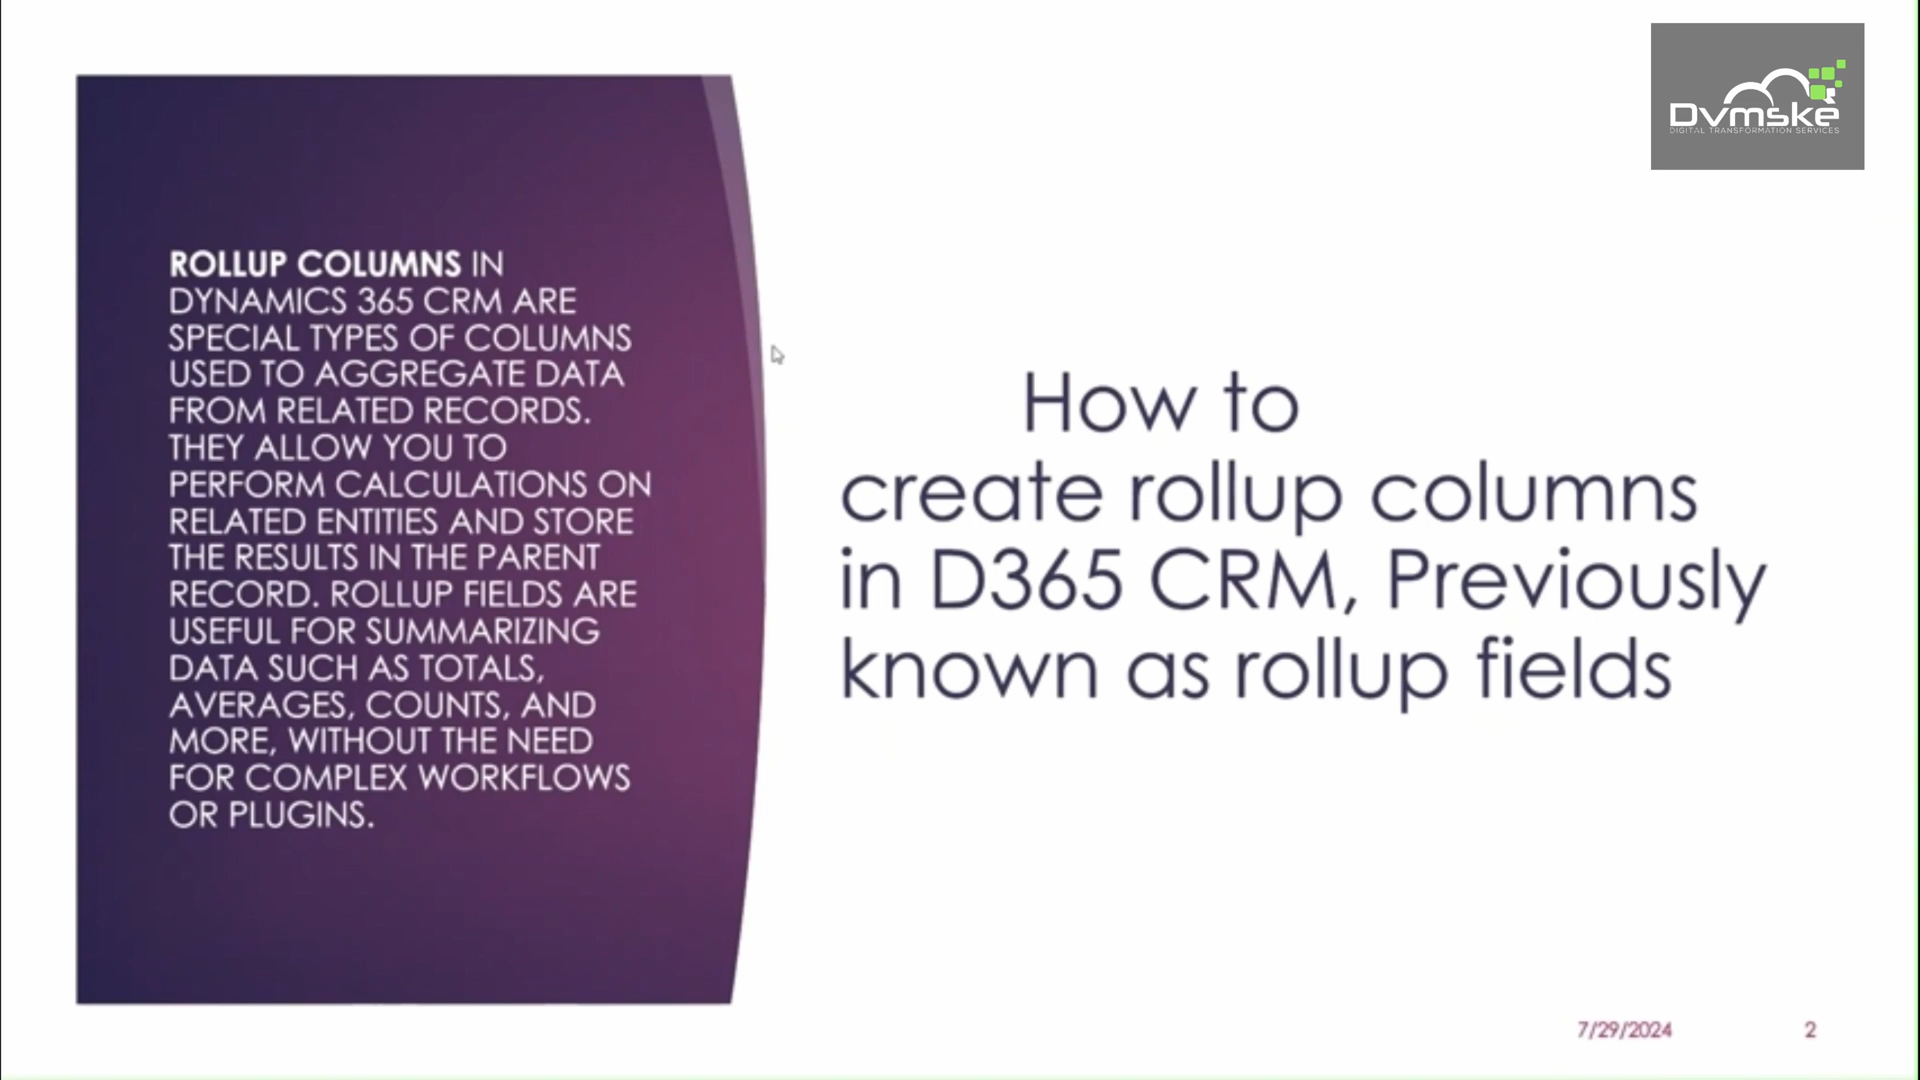 Dvmske
DIGITAL TRANSFORMATION SERVICES
ROLLUP COLUMNS IN
DYNAMICS 365 CRM ARE
SPECIAL TYPES OF COLUMNS
USED TO AGGREGATE DATA
FROM RELATED RECORDS.
THEY ALLOW YOU TO
PERFORM CALCULATIONS ON
RELATED ENTITIES AND STORE
THE RESULTS IN THE PARENT
RECORD. ROLLUP FIELDS ARE
USEFUL FOR SUMMARIZING
DATA SUCH AS TOTALS,
AVERAGES, COUNTS, AND
MORE, WITHOUT THE NEED
FOR COMPLEX WORKFLOWS
OR PLUGINS.
How to
create rollup columns
in D365 CRM, Previously
known as rollup fields
7/29/2024
2